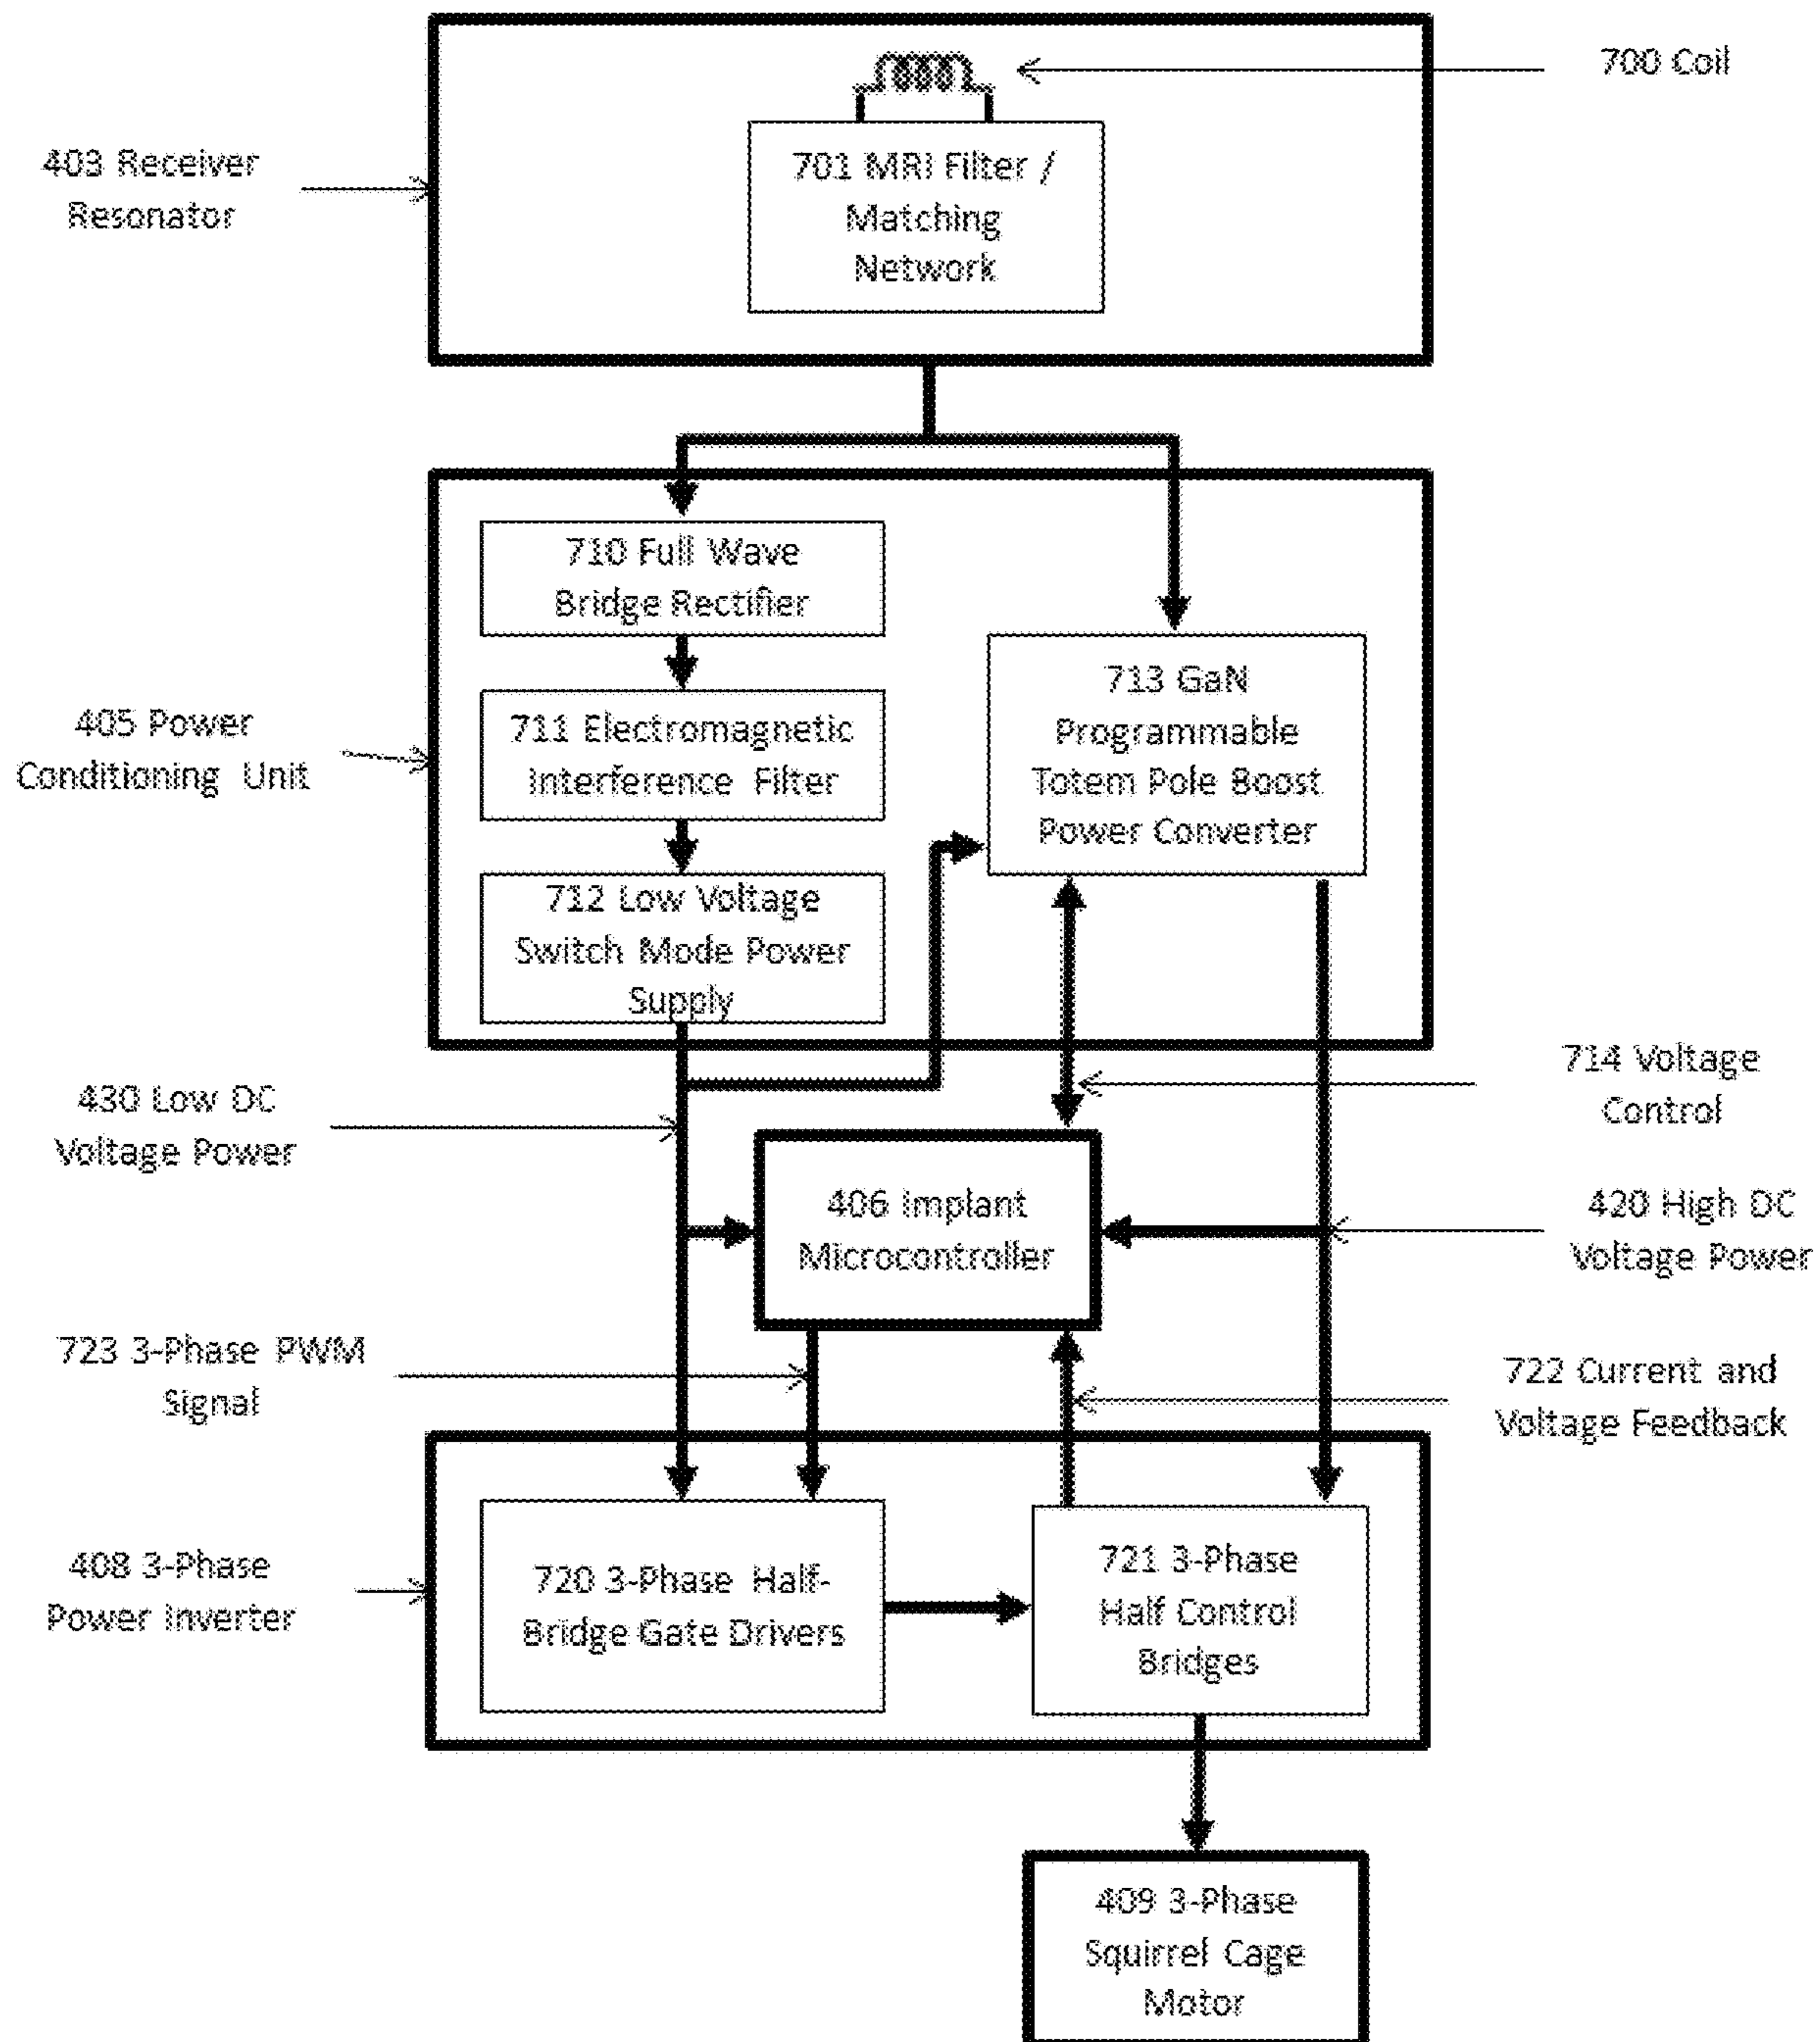 700 Coil
403 Receiver
Resonator
701 MRI Filter /
Matching
Network
710 Full Wave
Bridge Rectifier
711 Electromagnetic
Interference Filter
712 Low Voltage
Switch Mode Power
Supply
713 GaN
Programmable
Totem Pole Boost
Power Converter
405 Power
Conditioning Unit
714 Voltage
Control
430 Low DC
Voltage Power
406 Implant
Microcontroller
420 High DC
Voltage Power
723 3-Phase PWM
Signal
722 Current and
Voltage Feedback
408 3-Phase
Power Inverter
720 3-Phase Half-
Bridge Gate Drivers
721 3-Phase
Half Control
Bridges
409 3-Phase
Squirrel Cage
Motor